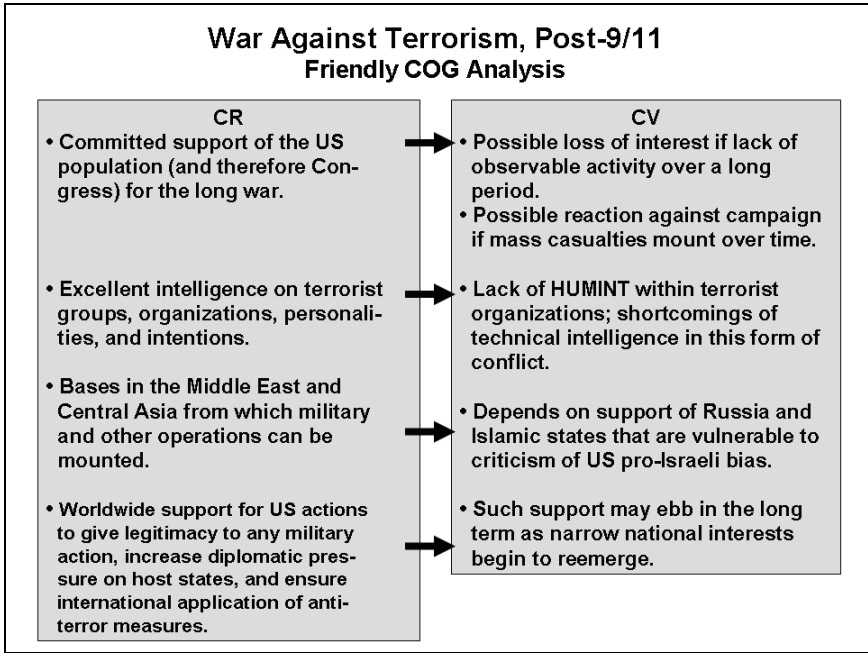 War Against Terrorism, Post-9/11
Friendly COG Analysis
CR
• Committed support of the US
population (and therefore Con-
gress) for the long war.
• Excellent intelligence on terrorist
groups, organizations, personali-
ties, and intentions.
• Bases in the Middle East and
Central Asia from which military
and other operations can be
mounted.
• Worldwide support for US actions
to give legitimacy to any military
action, increase diplomatic pres-
sure on host states, and ensure
international application of anti-
terror measures.
CV
• Possible loss of interest if lack of
observable activity over a long
period.
• Possible reaction against campaign
if mass casualties mount over time.
• Lack of HUMINT within terrorist
organizations; shortcomings of
technical intelligence in this form of
conflict.
• Depends on support of Russia and
Islamic states that are vulnerable to
criticism of US pro-Israeli bias.
• Such support may ebb in the long
term as narrow national interests
begin to reemerge.